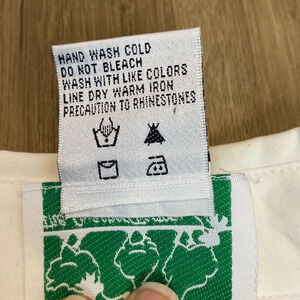 HAND WASH COLD
DO NOT BLEACH
WASH WITH LIKE COLORS
LINE DRY WARM IRON
PRECAUTION TO RHINESTONES